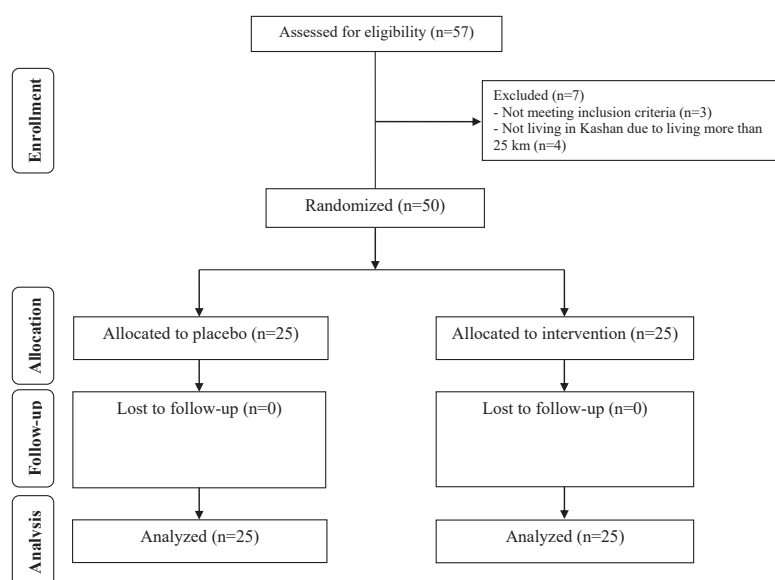 Assessed for eligibility (n=57)
Enrollment
Excluded (n=7)
- Not meeting inclusion criteria (n=3)
- Not living in Kashan due to living more than
25 km (n=4)
Randomized (n=50)
Allocation
Allocated to placebo (n=25)
Allocated to intervention (n=25)
Follow-up
Lost to follow-up (n=0)
Lost to follow-up (n=0)
Analysis
Analyzed (n=25)
Analyzed (n=25)